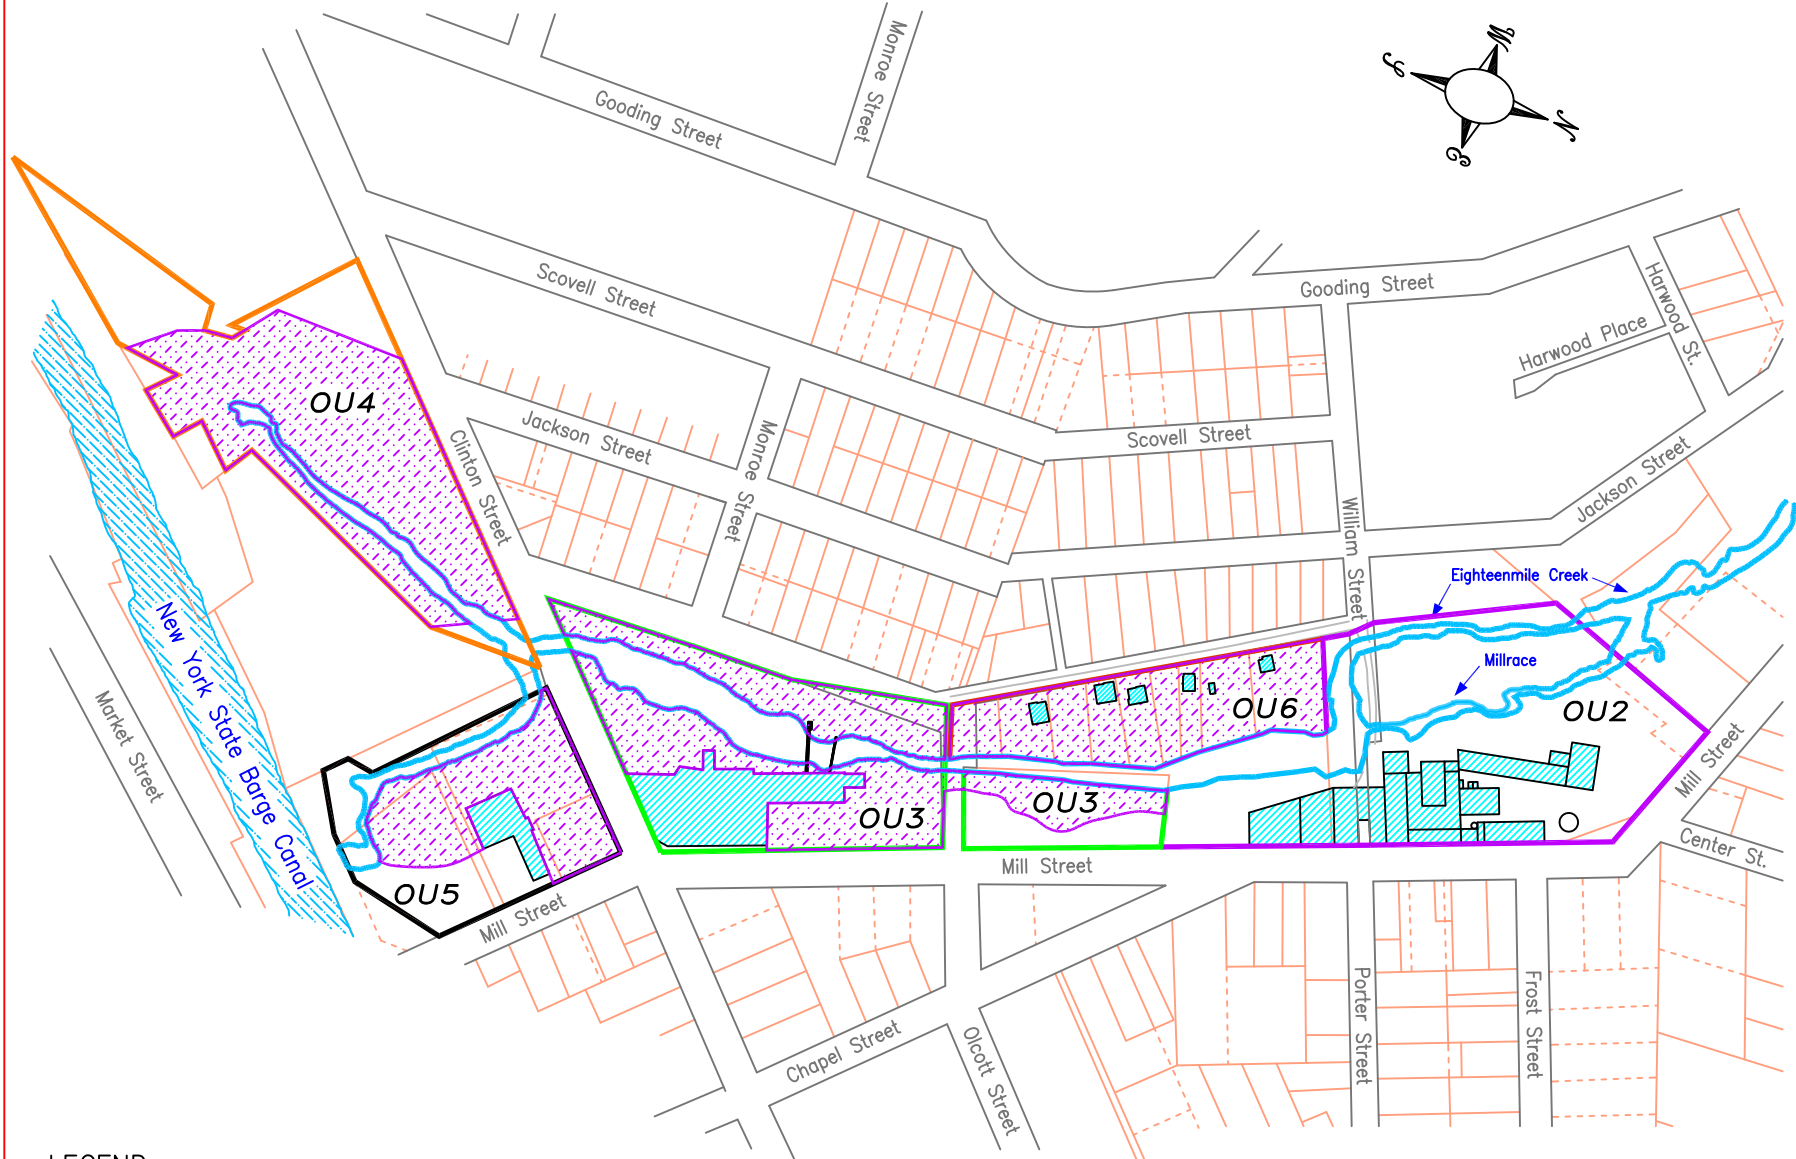 Monroe Street
W
S
N
E
Gooding Street
Scovell Street
Gooding Street
Harwood St.
Harwood Place
OU4
Clinton Street
Jackson Street
Monroe Street
Scovell Street
William Street
Jackson Street
Eighteenmile Creek
Millrace
New York State Barge Canal
Market Street
OU6
OU2
OU3
OU3
Mill Street
Center St.
OU5
Mill Street
Mill Street
Chapel Street
Olcott Street
Porter Street
Frost Street
LEGEND